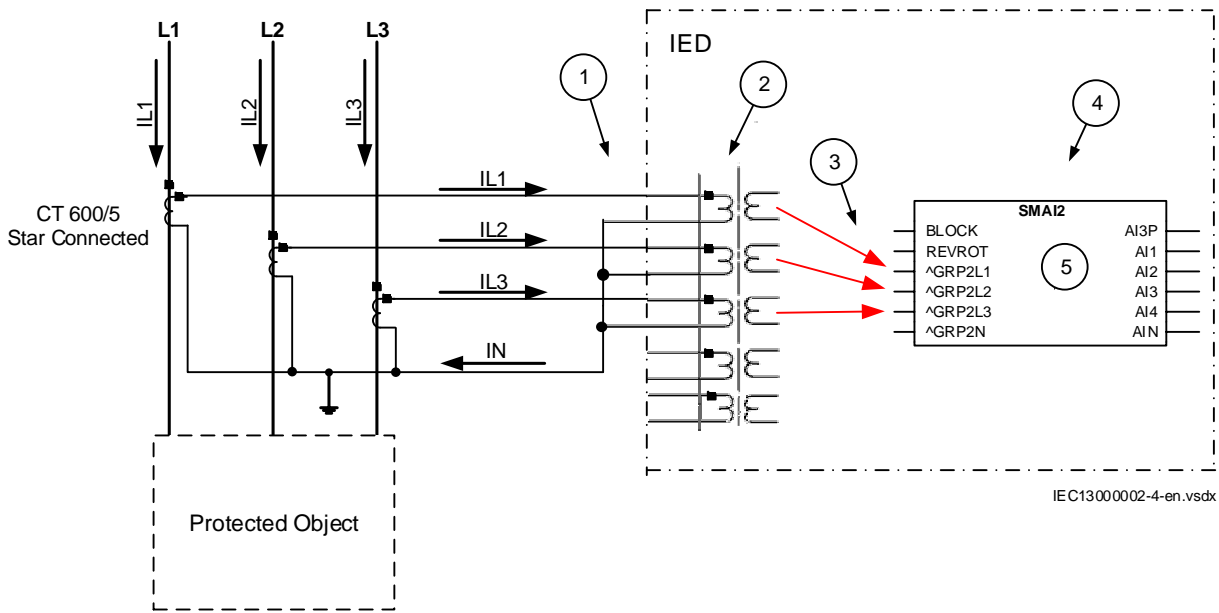 L1 L2 L3
IED
1
2
4
IL1
IL2
IL3
3
IL1
CT 600/5
Star Connected
SMAI2
BLOCK
REVROT
^GRP2L1
^GRP2L2
^GRP2L3
^GRP2N
5
AI3P
AI1
AI2
AI3
AI4
AIN
IL2
IL3
IN
IEC13000002-4-en.vsdx
Protected Object